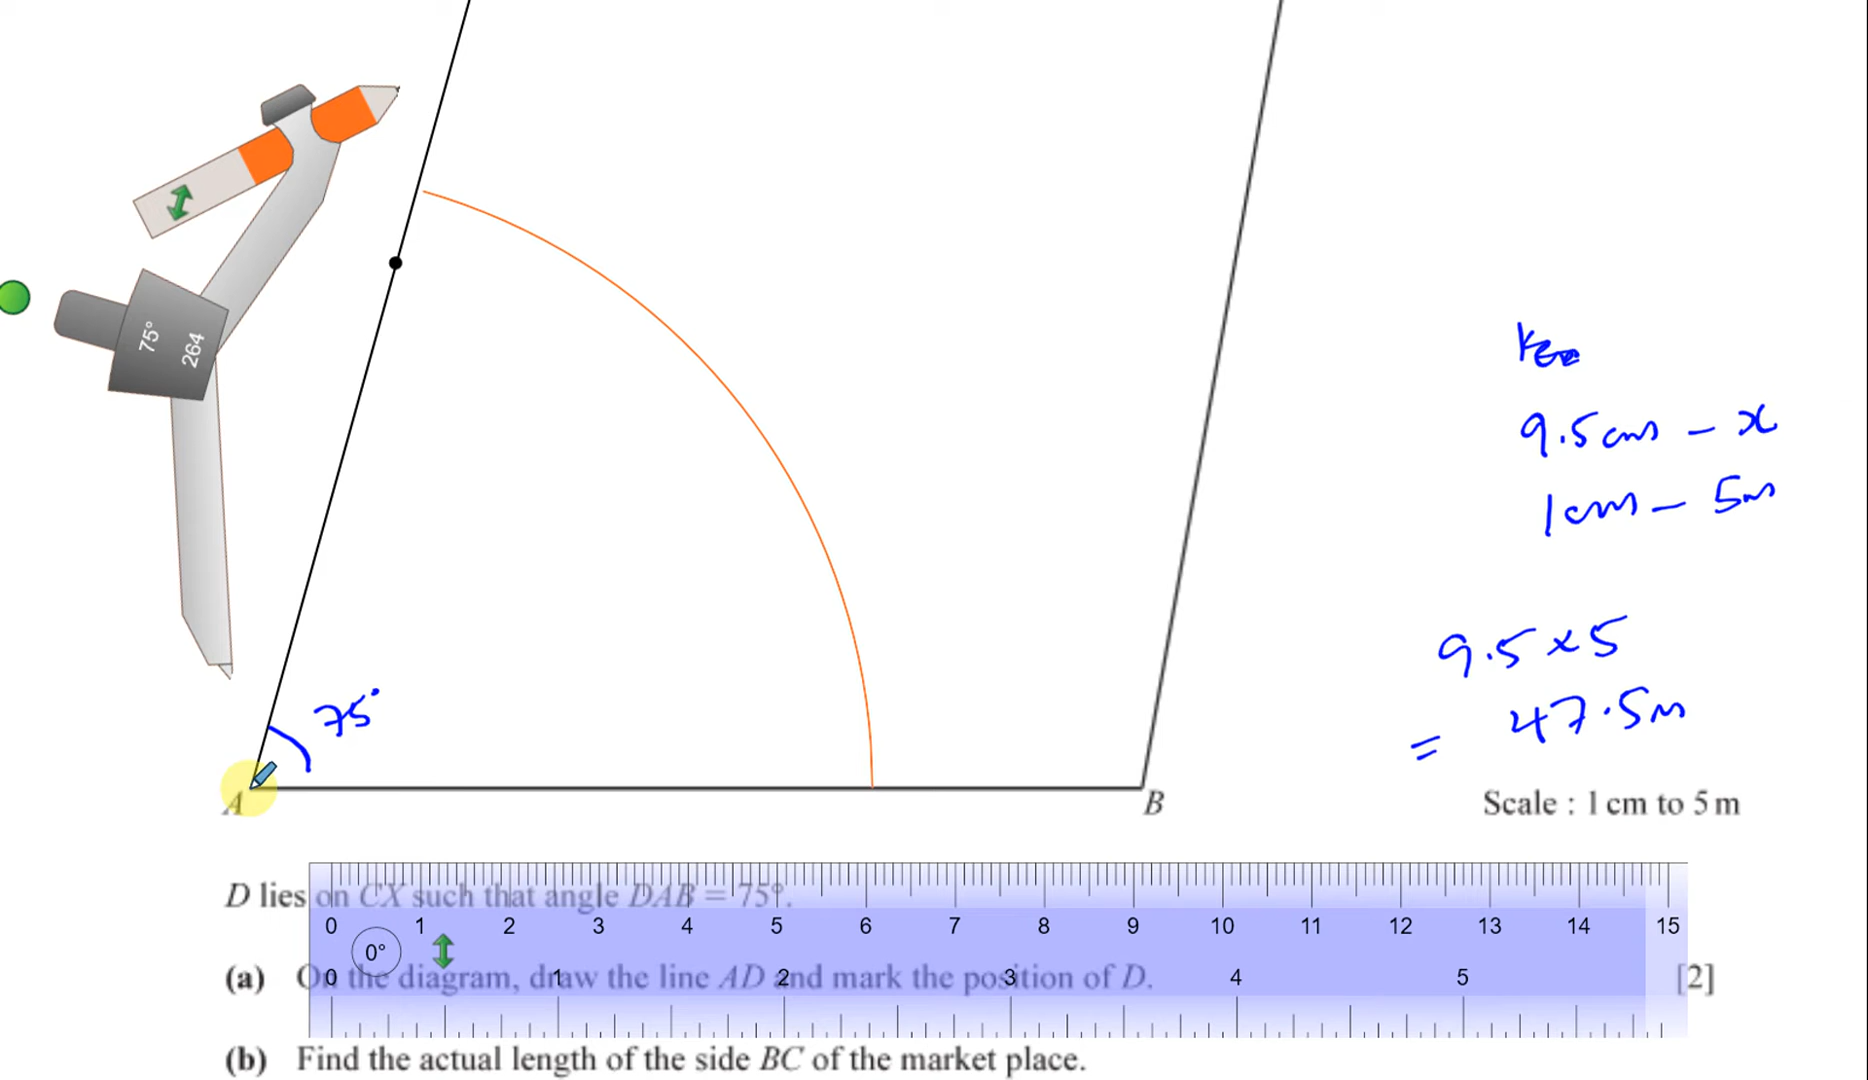 75°
264
9.5cm – x
1cm – 5m
9.5 × 5
= 47.5m
75°
A
B
Scale : 1 cm to 5 m
D lies on CX such that angle DAB = 75°.
0 1 2 3 4 5 6 7 8 9 10 11 12 13 14 15
0°
(a) On the diagram, draw the line AD and mark the position of D. [2]
0 1 2 3 4 5
(b) Find the actual length of the side BC of the market place.